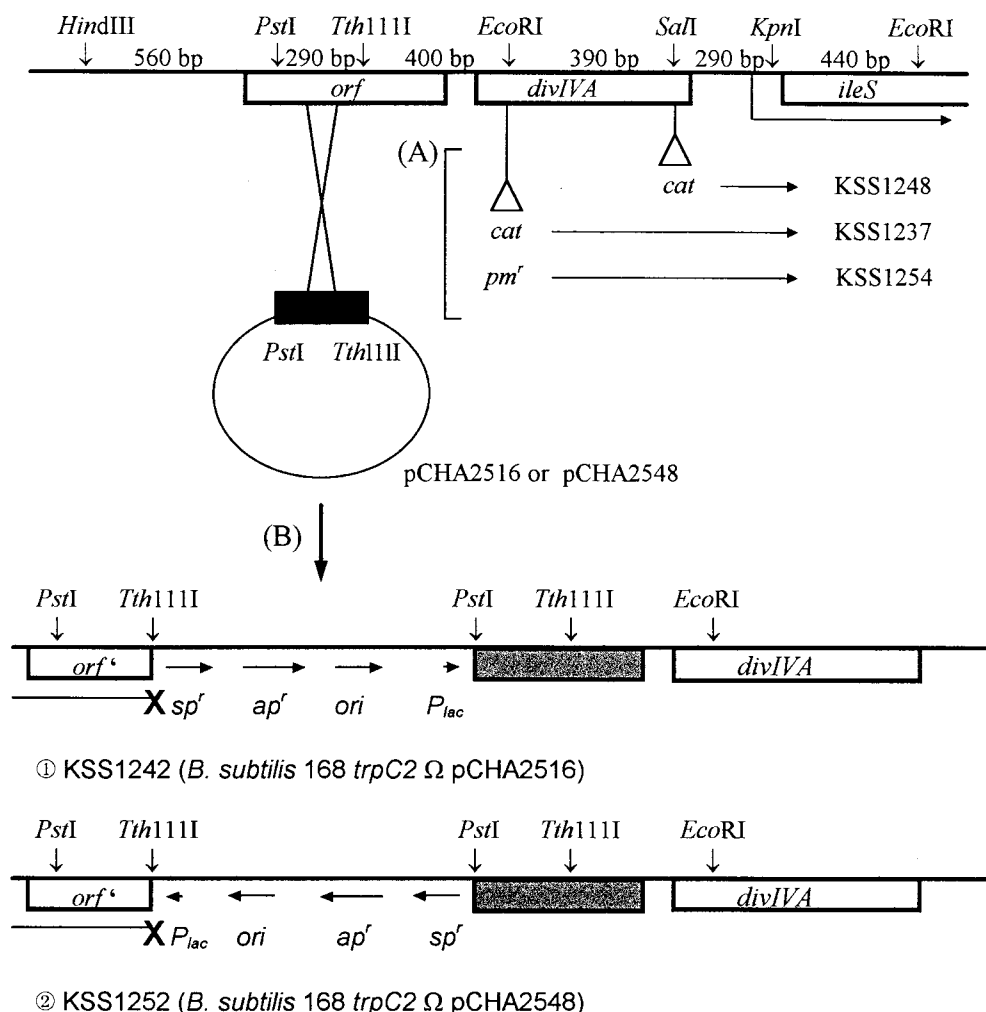 HindIII PstI Tth111I EcoRI SalI KpnI EcoRI
560 bp 290 bp 400 bp 390 bp 290 bp 440 bp
orf divIVA ileS
(A)
cat KSS1248
cat KSS1237
pmʳ KSS1254
PstI Tth111I
pCHA2516 or pCHA2548
(B)
PstI Tth111I PstI Tth111I EcoRI
orf ‘ divIVA
X spʳ apʳ ori Plac
① KSS1242 (B. subtilis 168 trpC2 Ω pCHA2516)
PstI Tth111I PstI Tth111I EcoRI
orf ‘ divIVA
X Plac ori apʳ spʳ
② KSS1252 (B. subtilis 168 trpC2 Ω pCHA2548)